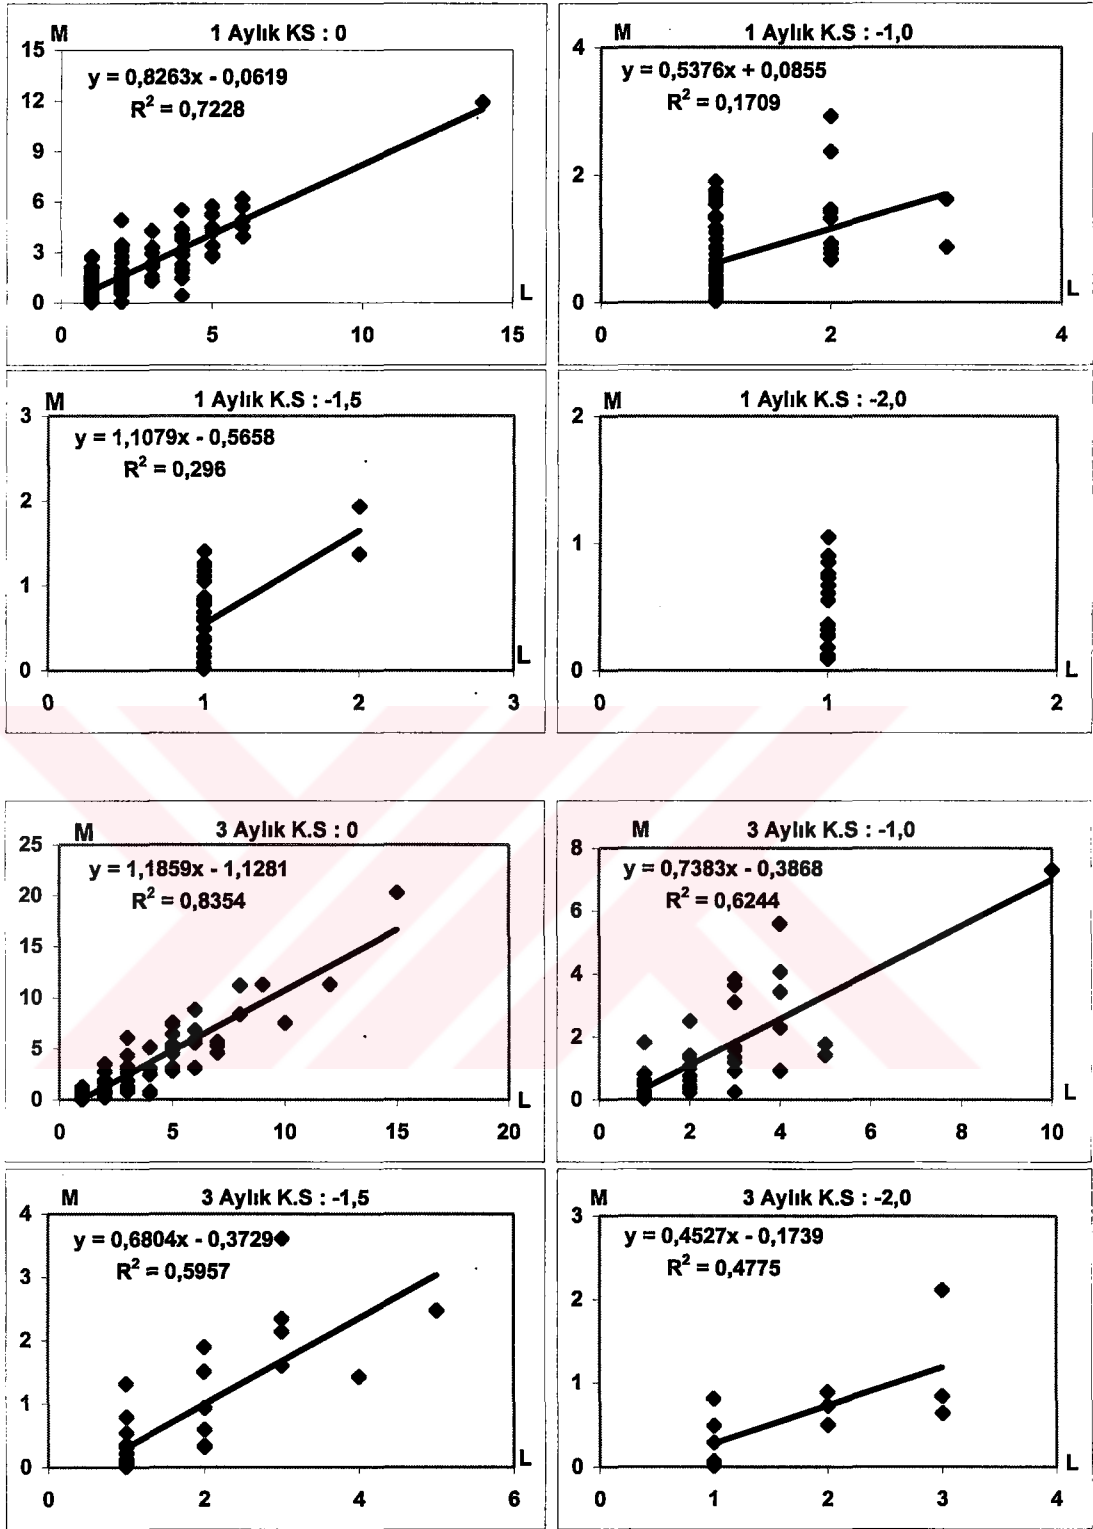 M 1 Aylık KS : 0
15
y = 0,8263x - 0,0619
R² = 0,7228
12
9
6
3
0
L
0 5 10 15
M 1 Aylık K.S : -1,0
4
y = 0,5376x + 0,0855
R² = 0,1709
2
0
L
0 2 4
M 1 Aylık K.S : -1,5
3
y = 1,1079x - 0,5658
R² = 0,296
2
1
0
L
0 1 2 3
M 1 Aylık K.S : -2,0
2
1
0
L
0 1 2
M 3 Aylık K.S : 0
25
y = 1,1859x - 1,1281
R² = 0,8354
20
15
10
5
0
L
0 5 10 15 20
M 3 Aylık K.S : -1,0
8
y = 0,7383x - 0,3868
R² = 0,6244
6
4
2
0
L
0 2 4 6 8 10
M 3 Aylık K.S : -1,5
4
y = 0,6804x - 0,3729
R² = 0,5957
3
2
1
0
L
0 2 4 6
M 3 Aylık K.S : -2,0
3
y = 0,4527x - 0,1739
R² = 0,4775
2
1
0
L
0 1 2 3 4